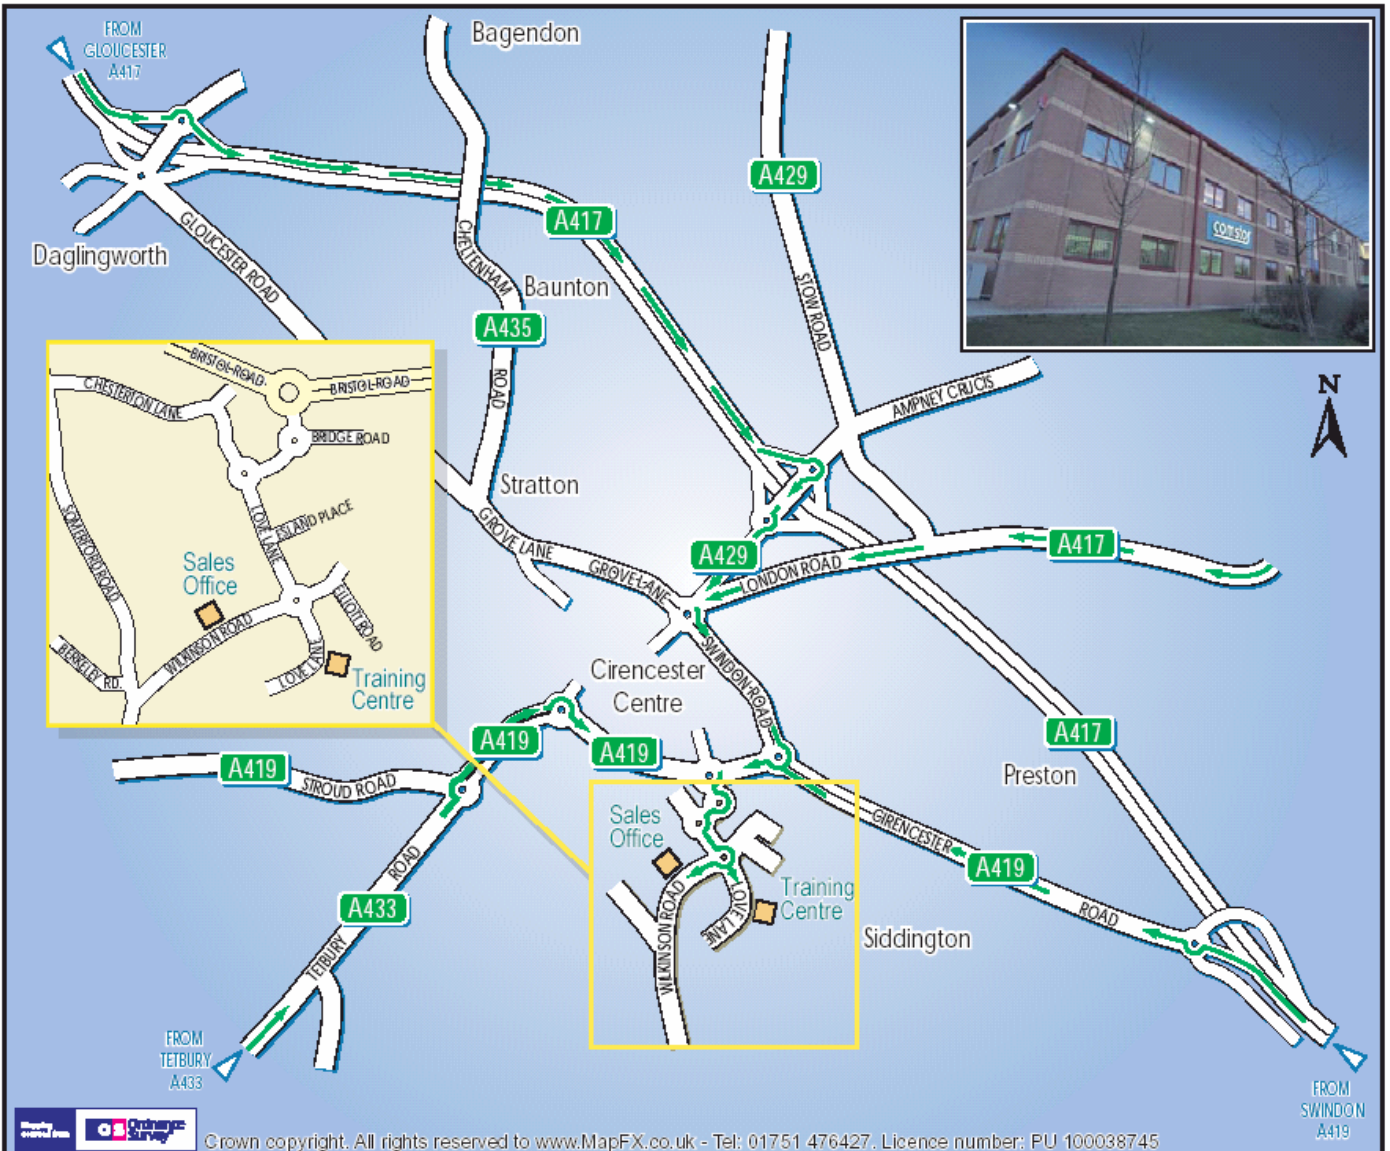 FROM
GLOUCESTER
A417
Bagendon
A429
comstor
A417
Daglingworth
GLOUCESTER ROAD
CHELTENHAM
ROAD
Baunton
A435
STOW ROAD
AMPNEY CRUCIS
N
BRISTOL ROAD
BRISTOL ROAD
CHESTERTON LANE
BRIDGE ROAD
SOMERFORD ROAD
LOVE LANE
ISLAND PLACE
Sales
Office
ELLIOTT ROAD
WILKINSON ROAD
BERKELEY RD.
LOVE LANE
Training
Centre
Stratton
GROVE LANE
GROVE LANE
A429
LONDON ROAD
A417
Cirencester
Centre
SWINDON ROAD
A419
A419
A419
STROUD ROAD
A417
Preston
Sales
Office
GIRENCESTER
A419
ROAD
Training
Centre
LOVE LANE
WILKINSON ROAD
Siddington
A433
ROAD
TETBURY
FROM
TETBURY
A433
FROM
SWINDON
A419
Ordnance
Survey
Crown copyright. All rights reserved to www.MapFX.co.uk - Tel: 01751 476427. Licence number: PU 100038745